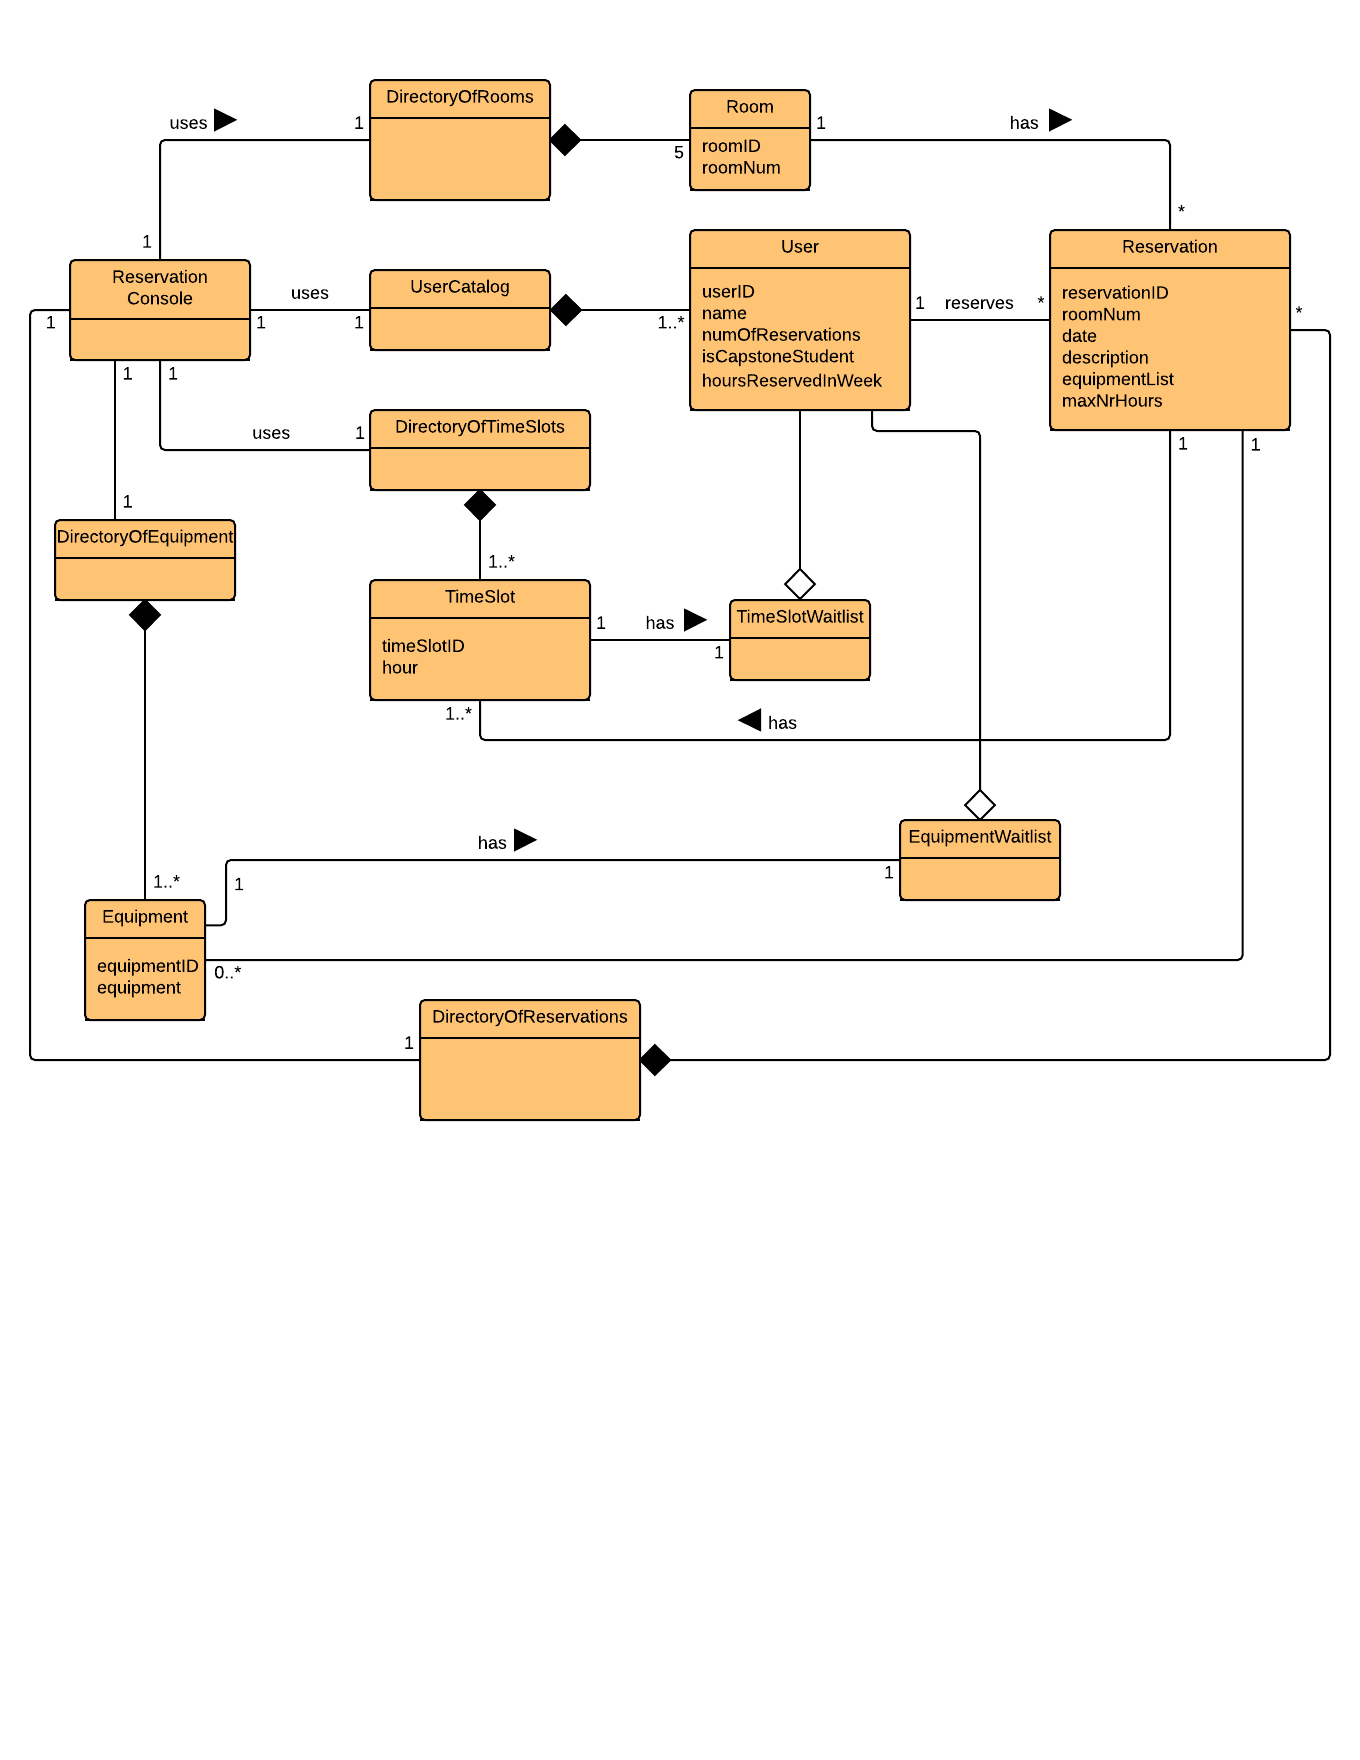 DirectoryOfRooms
Room
roomID
roomNum
uses
1
1
5
1
has
*
Reservation
Console
UserCatalog
User
userID
name
numOfReservations
isCapstoneStudent
hoursReservedInWeek
Reservation
reservationID
roomNum
date
description
equipmentList
maxNrHours
uses
1
1
1
1..*
1
reserves
*
*
1
1
uses
1
DirectoryOfTimeSlots
1
1
1
DirectoryOfEquipment
1..*
TimeSlot
timeSlotID
hour
1
has
1
TimeSlotWaitlist
1..*
has
has
EquipmentWaitlist
1
1..*
1
Equipment
equipmentID
equipment
0..*
DirectoryOfReservations
1